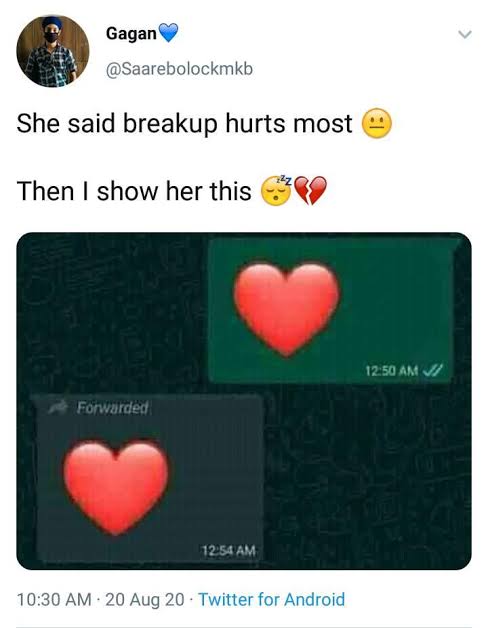 Gagan💙
@Saarebolockmkb
She said breakup hurts most 😐
Then I show her this 😴💔
12:50 AM
Forwarded
12:54 AM
10:30 AM · 20 Aug 20 · Twitter for Android